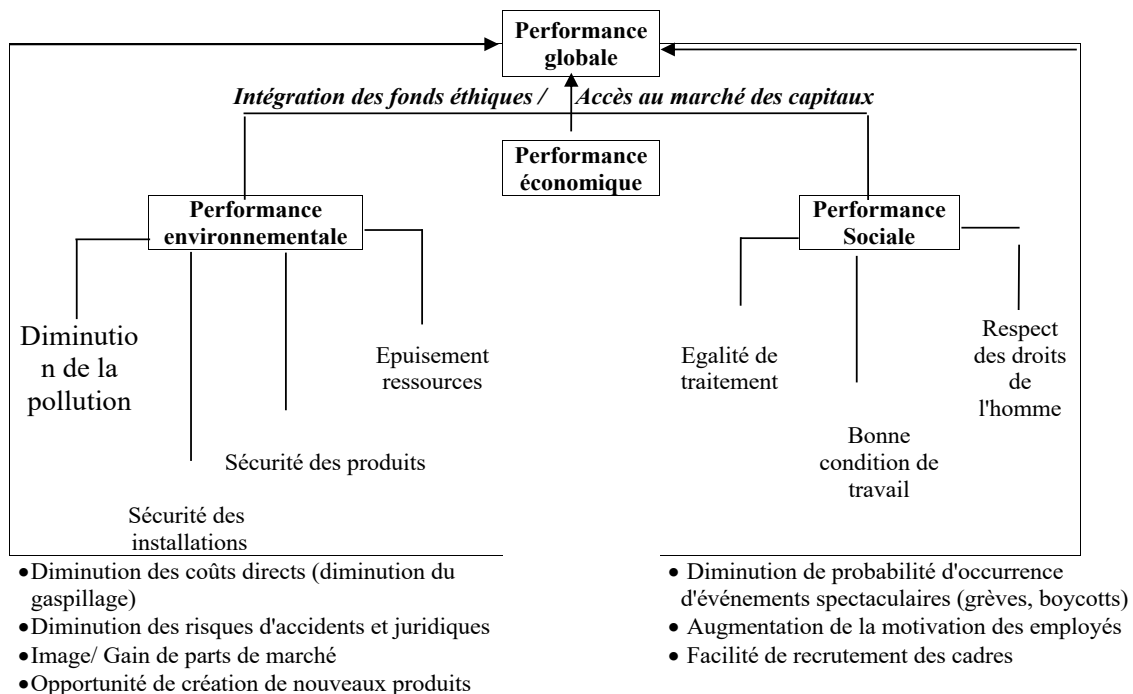 Performance
globale
Intégration des fonds éthiques / Accès au marché des capitaux
Performance
économique
Performance
environnementale
Performance
Sociale
Diminutio
n de la
pollution
Epuisement
ressources
Sécurité des produits
Sécurité des
installations
Egalité de
traitement
Bonne
condition de
travail
Respect
des droits
de
l'homme
•Diminution des coûts directs (diminution du
gaspillage)
•Diminution des risques d'accidents et juridiques
•Image/ Gain de parts de marché
•Opportunité de création de nouveaux produits
• Diminution de probabilité d'occurrence
d'événements spectaculaires (grèves, boycotts)
• Augmentation de la motivation des employés
• Facilité de recrutement des cadres